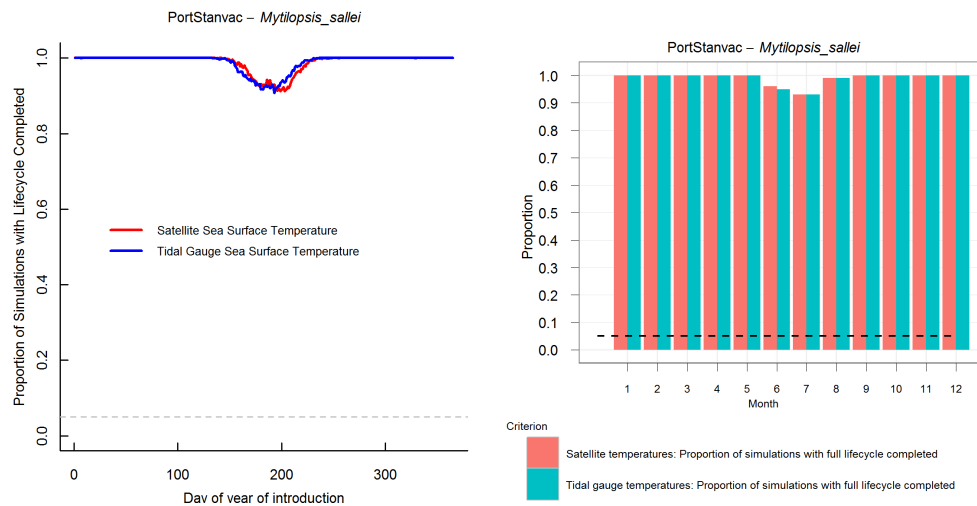 PortStanvac – Mytilopsis_sallei
Proportion of Simulations with Lifecycle Completed
1.0
0.8
0.6
0.4
0.2
0.0
Satellite Sea Surface Temperature
Tidal Gauge Sea Surface Temperature
0 100 200 300
Day of year of introduction
PortStanvac – Mytilopsis_sallei
Proportion
1.0
0.9
0.8
0.7
0.6
0.5
0.4
0.3
0.2
0.1
0.0
1 2 3 4 5 6 7 8 9 10 11 12
Month
Criterion
Satellite temperatures: Proportion of simulations with full lifecycle completed
Tidal gauge temperatures: Proportion of simulations with full lifecycle completed